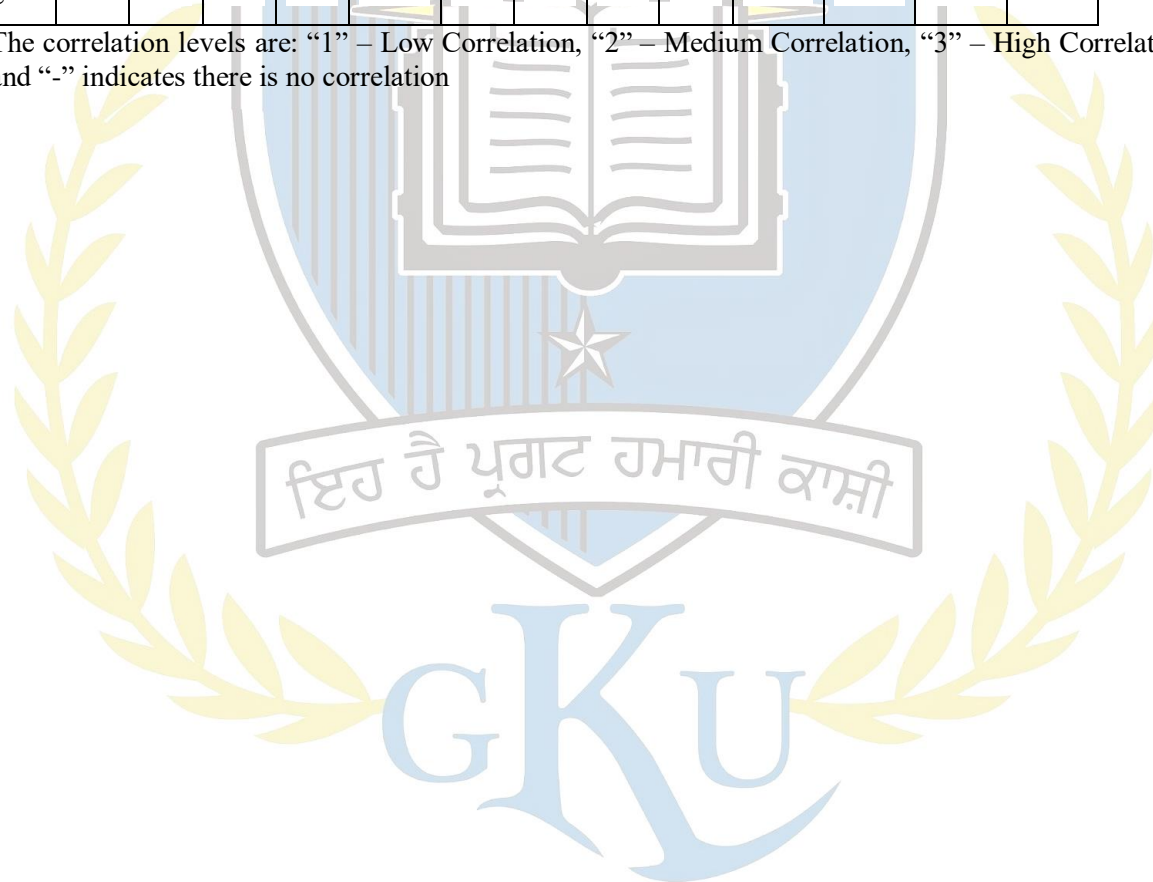 The correlation levels are: “1” – Low Correlation, “2” – Medium Correlation, “3” – High
and “-” indicates there is no correlation
ਇਹ ਹੈ ਪ੍ਰਗਟ ਹਮਾਰੀ ਕਾਸ਼ੀ
GKU